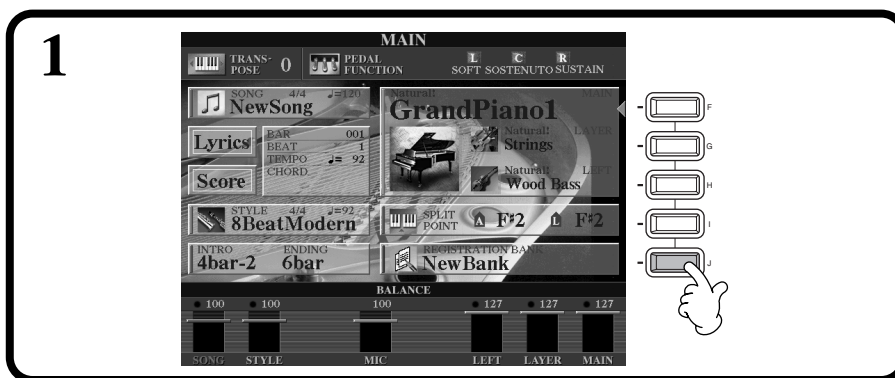 1
MAIN
TRANS-
POSE 0
PEDAL
FUNCTION
L C R
SOFT SOSTENUTO SUSTAIN
SONG 4/4 ♩=120
NewSong
Lyrics
Score
BAR 001
BEAT 1
TEMPO ♩= 92
CHORD
Natural! MAIN
GrandPiano1
Natural! LAYER
Strings
Natural! LEFT
Wood Bass
STYLE 4/4 ♩=92
8BeatModern
SPLIT
POINT
A F♯2 L F♯2
INTRO ENDING
4bar-2 6bar
REGISTRATION BANK
NewBank
BALANCE
100 100 100 127 127 127
SONG STYLE MIC LEFT LAYER MAIN
F
G
H
I
J